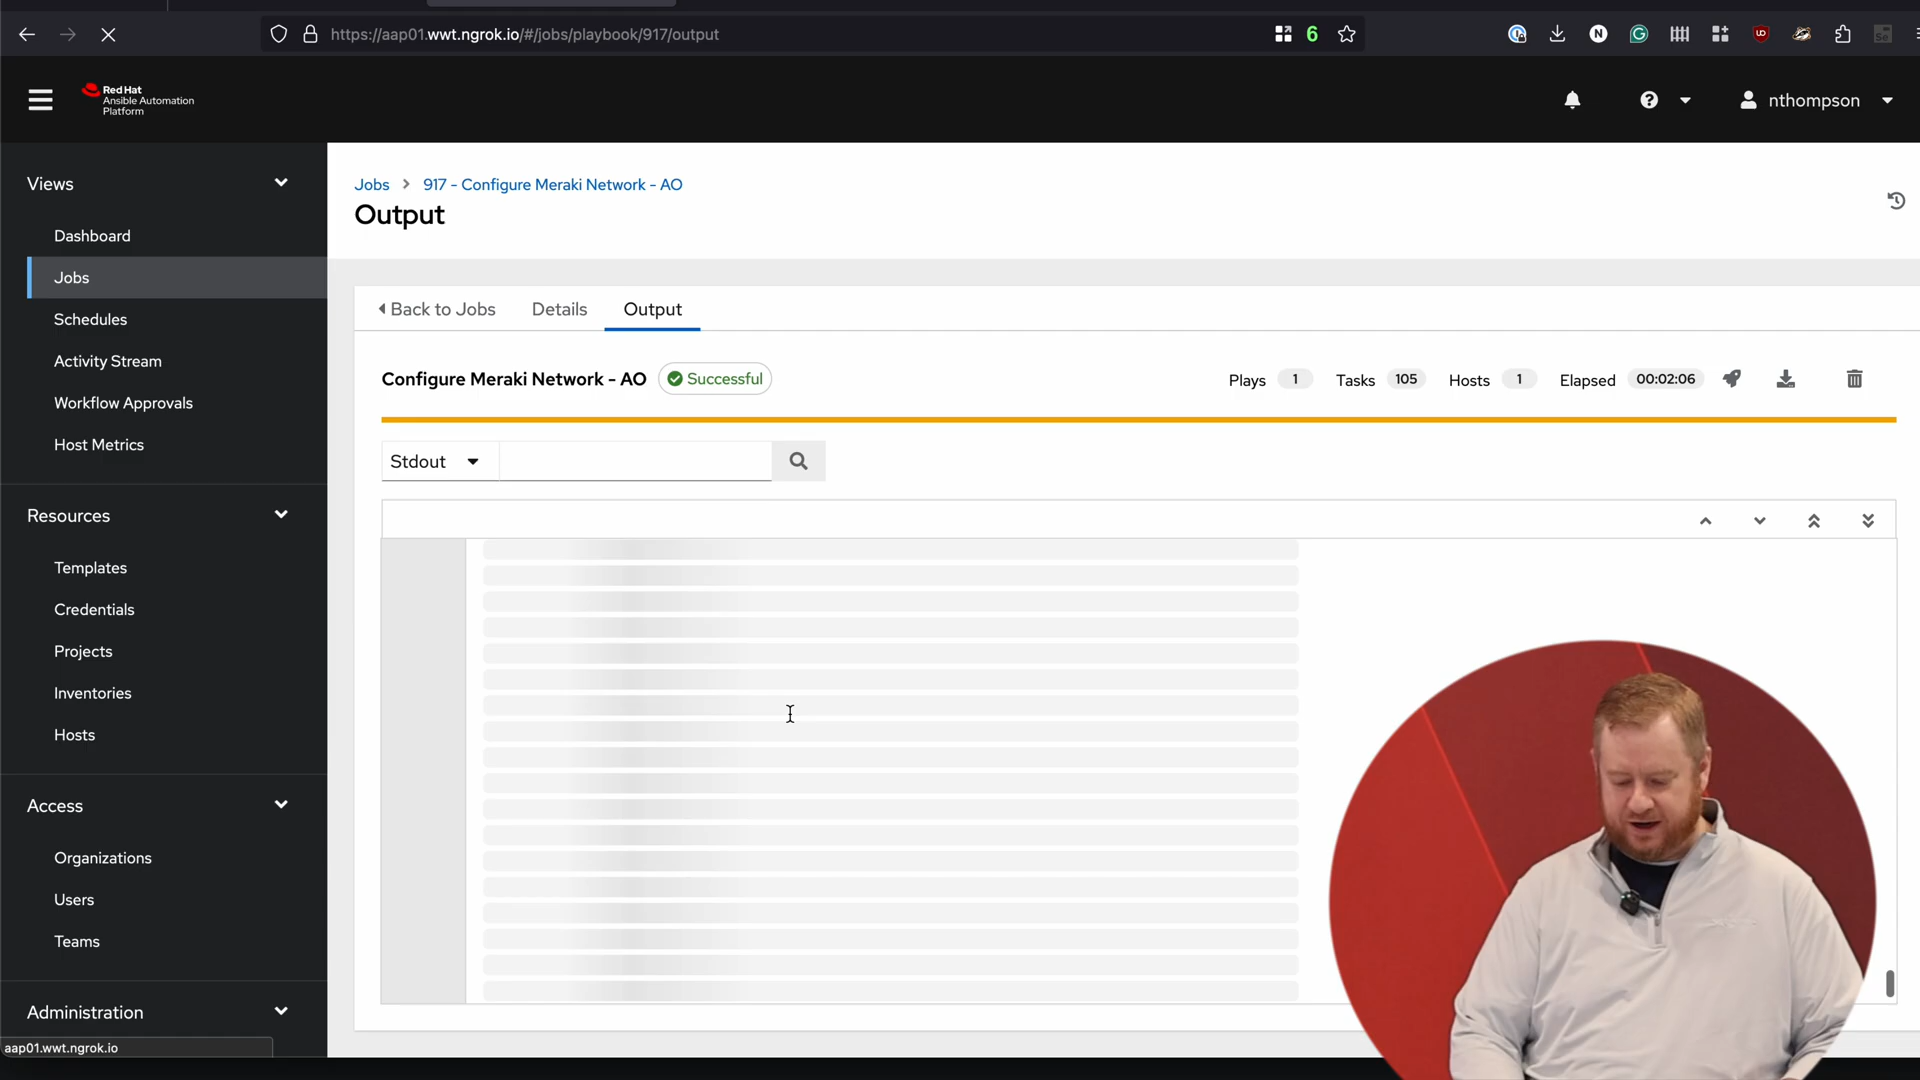 https://aap01.wwt.ngrok.io/#/jobs/playbook/917/output
6
Red Hat
Ansible Automation
Platform
nthompson
Views
Dashboard
Jobs
Schedules
Activity Stream
Workflow Approvals
Host Metrics
Resources
Templates
Credentials
Projects
Inventories
Hosts
Access
Organizations
Users
Teams
Administration
aap01.wwt.ngrok.io
Jobs > 917 - Configure Meraki Network - AO
Output
Back to Jobs Details Output
Configure Meraki Network - AO Successful Plays 1 Tasks 105 Hosts 1 Elapsed 00:02:06
Stdout